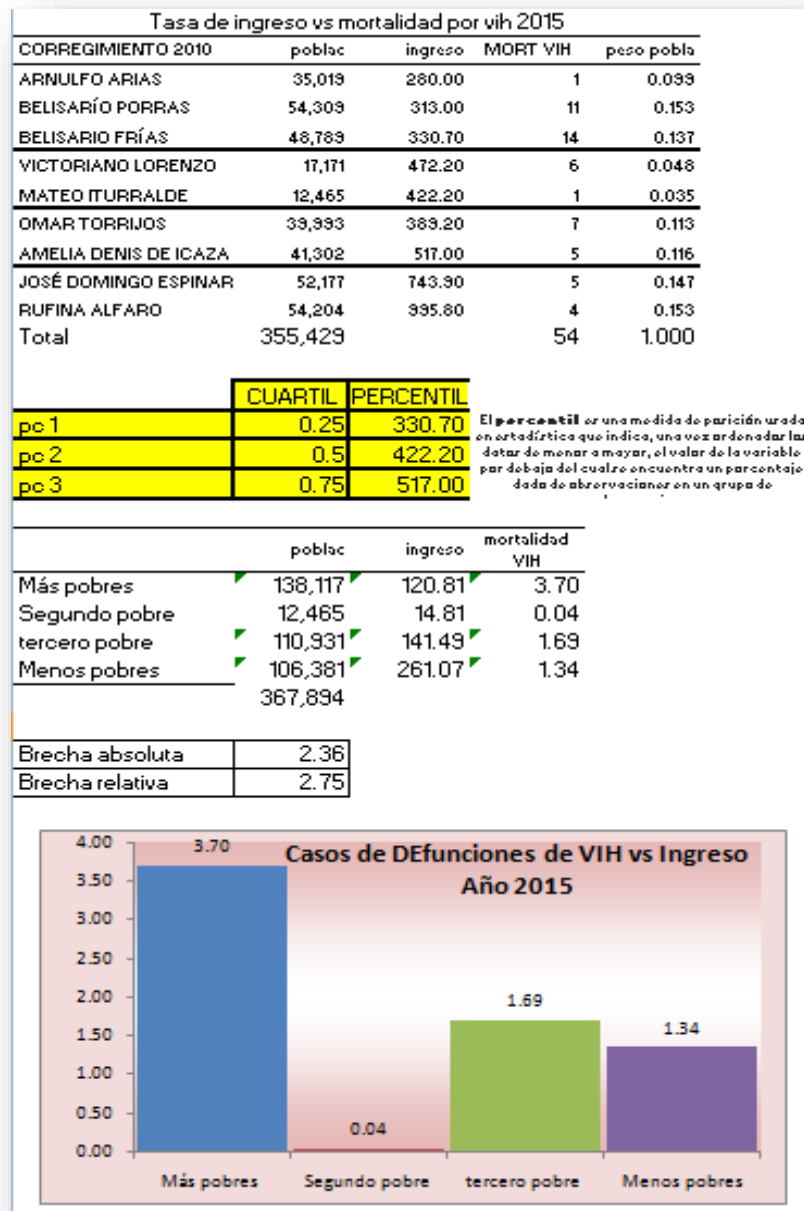 Tasa de ingreso vs mortalidad por vih 2015
CORREGIMIENTO 2010 poblac ingreso MORT VIH peso pobla
ARNULFO ARIAS 35,019 280.00 1 0.099
BELISARÍO PORRAS 54,309 313.00 11 0.153
BELISARIO FRÍAS 48,789 330.70 14 0.137
VICTORIANO LORENZO 17,171 472.20 6 0.048
MATEO ITURRALDE 12,465 422.20 1 0.035
OMAR TORRIJOS 39,993 389.20 7 0.113
AMELIA DENIS DE ICAZA 41,302 517.00 5 0.116
JOSÉ DOMINGO ESPINAR 52,177 743.90 5 0.147
RUFINA ALFARO 54,204 995.80 4 0.153
Total 355,429 54 1.000
CUARTIL PERCENTIL
pc 1 0.25 330.70
pc 2 0.5 422.20
pc 3 0.75 517.00
El percentil es una medida de posición usada
en estadística que indica, una vez ordenados los
datos de menor a mayor, el valor de la variable
por debajo del cual se encuentra un porcentaje
dado de observaciones en un grupo de
poblac ingreso mortalidad VIH
Más pobres 138,117 120.81 3.70
Segundo pobre 12,465 14.81 0.04
tercero pobre 110,931 141.49 1.69
Menos pobres 106,381 261.07 1.34
367,894
Brecha absoluta 2.36
Brecha relativa 2.75
Casos de DEfunciones de VIH vs Ingreso
Año 2015
4.00
3.50
3.00
2.50
2.00
1.50
1.00
0.50
0.00
3.70
0.04
1.69
1.34
Más pobres Segundo pobre tercero pobre Menos pobres